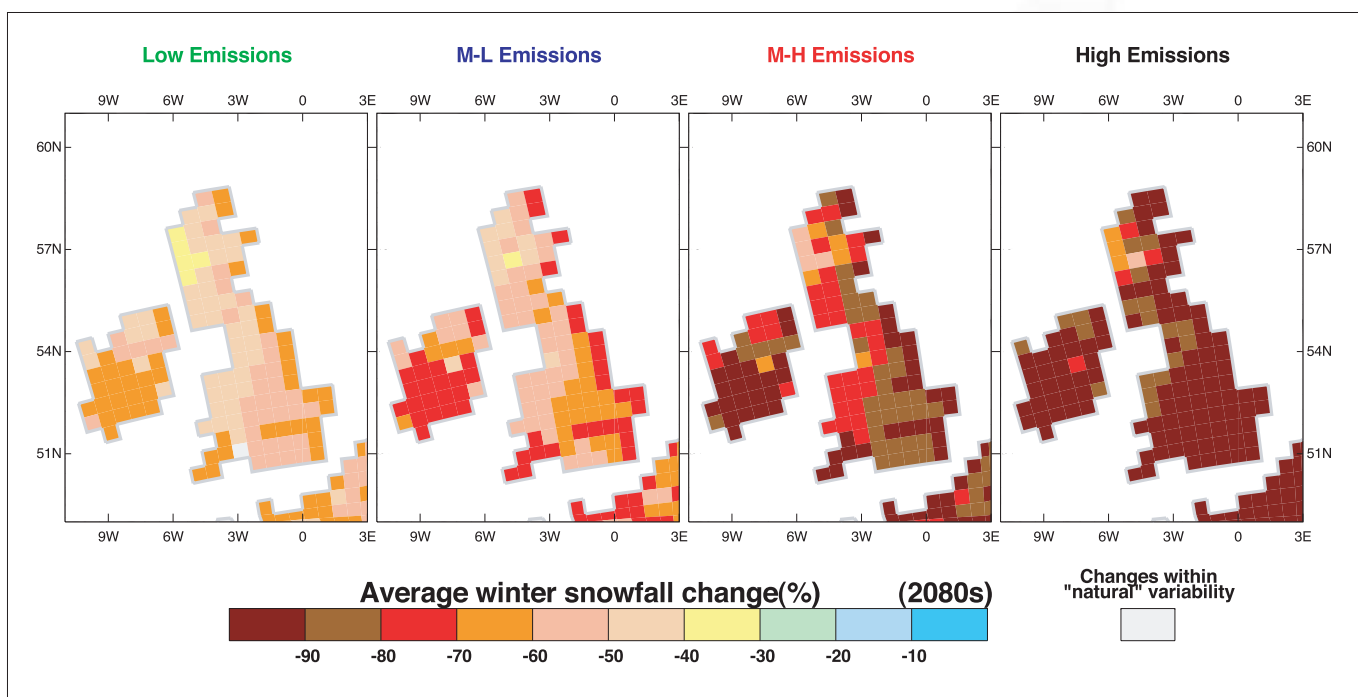 Low Emissions M-L Emissions M-H Emissions High Emissions
9W 6W 3W 0 3E 9W 6W 3W 0 3E 9W 6W 3W 0 3E 9W 6W 3W 0 3E
60N 60N
57N 57N
54N 54N
51N 51N
9W 6W 3W 0 3E 9W 6W 3W 0 3E 9W 6W 3W 0 3E 9W 6W 3W 0 3E
Average winter snowfall change(%) (2080s)
-90 -80 -70 -60 -50 -40 -30 -20 -10
Changes within
"natural" variability